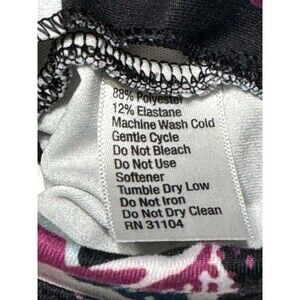 88% Polyester
12% Elastane
Machine Wash Cold
Gentle Cycle
Do Not Bleach
Do Not Use
Softener
Tumble Dry Low
Do Not Iron
Do Not Dry Clean
RN 31104